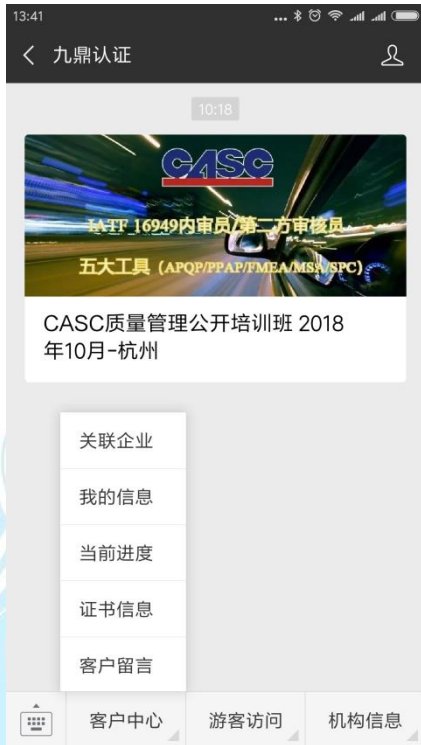 13:41
九鼎认证
10:18
CASC
IATF 16949内审员/第二方审核员
五大工具 (APQP/PPAP/FMEA/MSA/SPC)
CASC质量管理公开培训班 2018
年10月-杭州
关联企业
我的信息
当前进度
证书信息
客户留言
客户中心
游客访问
机构信息